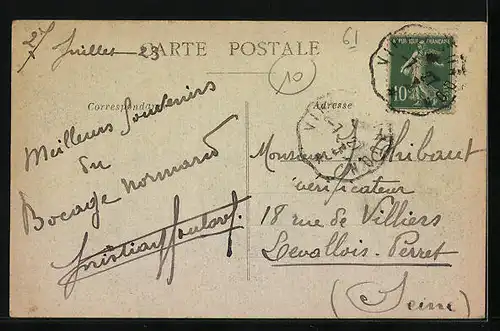 27 Juillet 23
61
CARTE POSTALE
10
Correspondance
Adresse
Meilleurs Souvenirs
du
Bocage normand
Monsieur Thibaut
vérificateur
18 rue de Villiers
Levallois-Perret
(Seine)
10